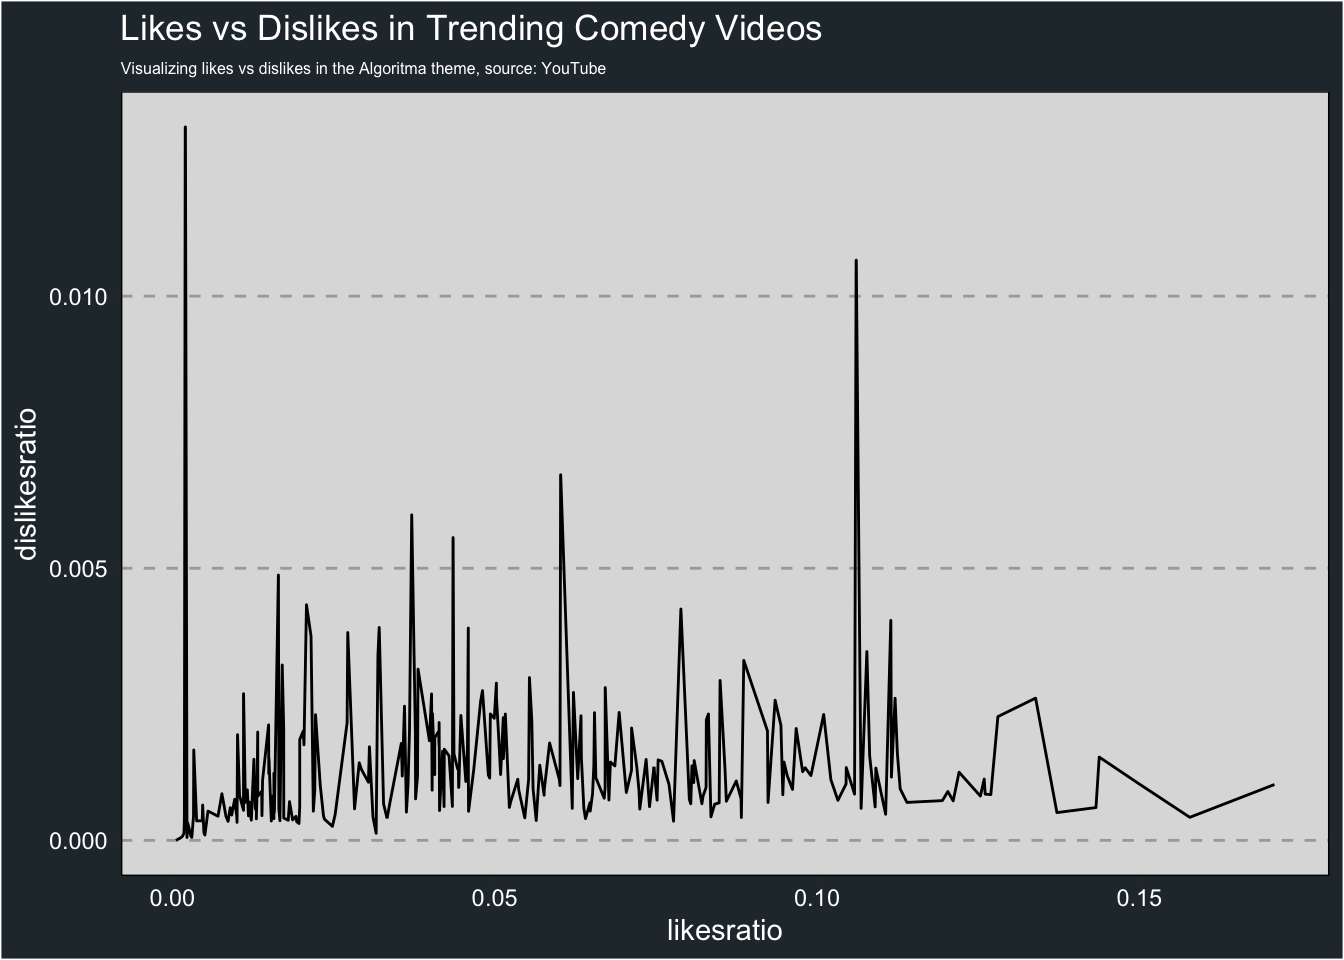 Likes vs Dislikes in Trending Comedy Videos
Visualizing likes vs dislikes in the Algoritma theme, source: YouTube
dislikesratio
0.010
0.005
0.000
0.00 0.05 0.10 0.15
likesratio